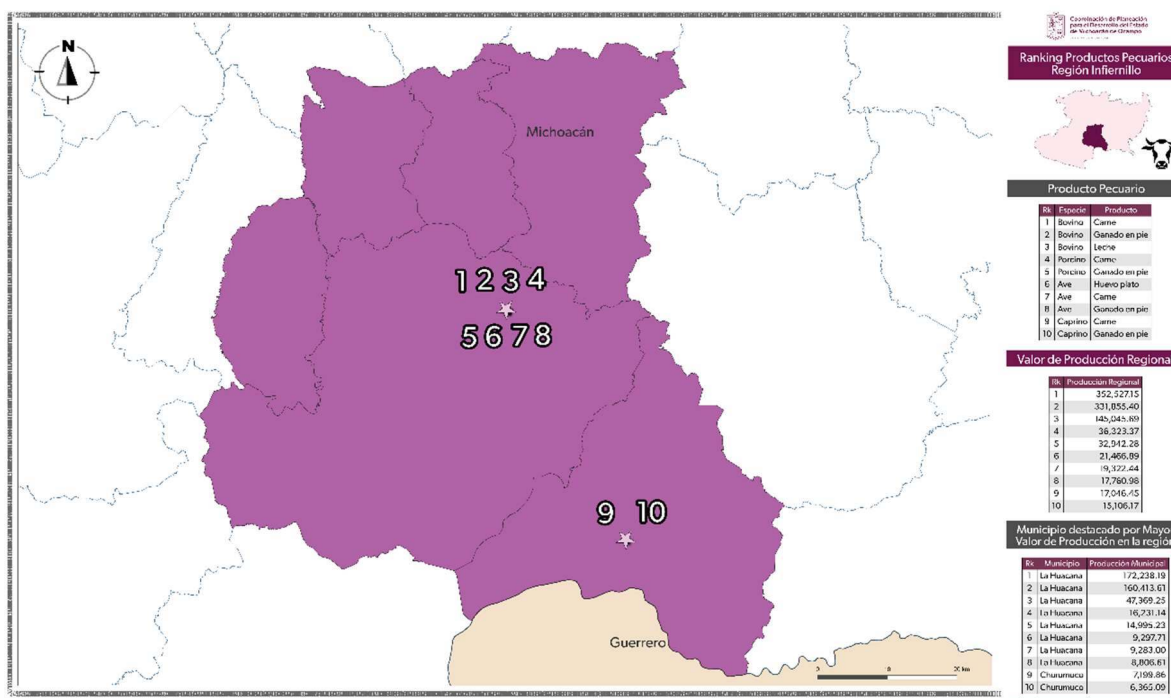 N
Michoacán
1 2 3 4
5 6 7 8
9 10
Guerrero
0
20 km
Coordinación de Planeación
para el Desarrollo del Estado
de Michoacán de Ocampo
Ranking Productos Pecuarios
Región Infiernillo
Producto Pecuario
Rk Especie Producto
1 Bovino Carne
2 Bovino Ganado en pie
3 Bovino Leche
4 Porcino Carne
5 Porcino Ganado en pie
6 Ave Huevo plato
7 Ave Carne
8 Ave Ganado en pie
9 Caprino Carne
10 Caprino Ganado en pie
Valor de Producción Regiona
Rk Producción Regional
1 352,527.15
2 331,855.40
3 145,045.69
4 36,323.37
5 32,942.28
6 21,466.89
7 19,322.44
8 17,760.98
9 17,046.45
10 15,106.17
Municipio destacado por Mayo
Valor de Producción en la región
Rk Municipio Producción Municipal
1 La Huacana 172,238.19
2 La Huacana 160,413.61
3 La Huacana 47,369.25
4 La Huacana 16,231.14
5 La Huacana 14,995.23
6 La Huacana 9,297.71
7 La Huacana 9,283.00
8 La Huacana 8,806.61
9 Churumuco 7,199.86
10 Churumuco 6,365.06